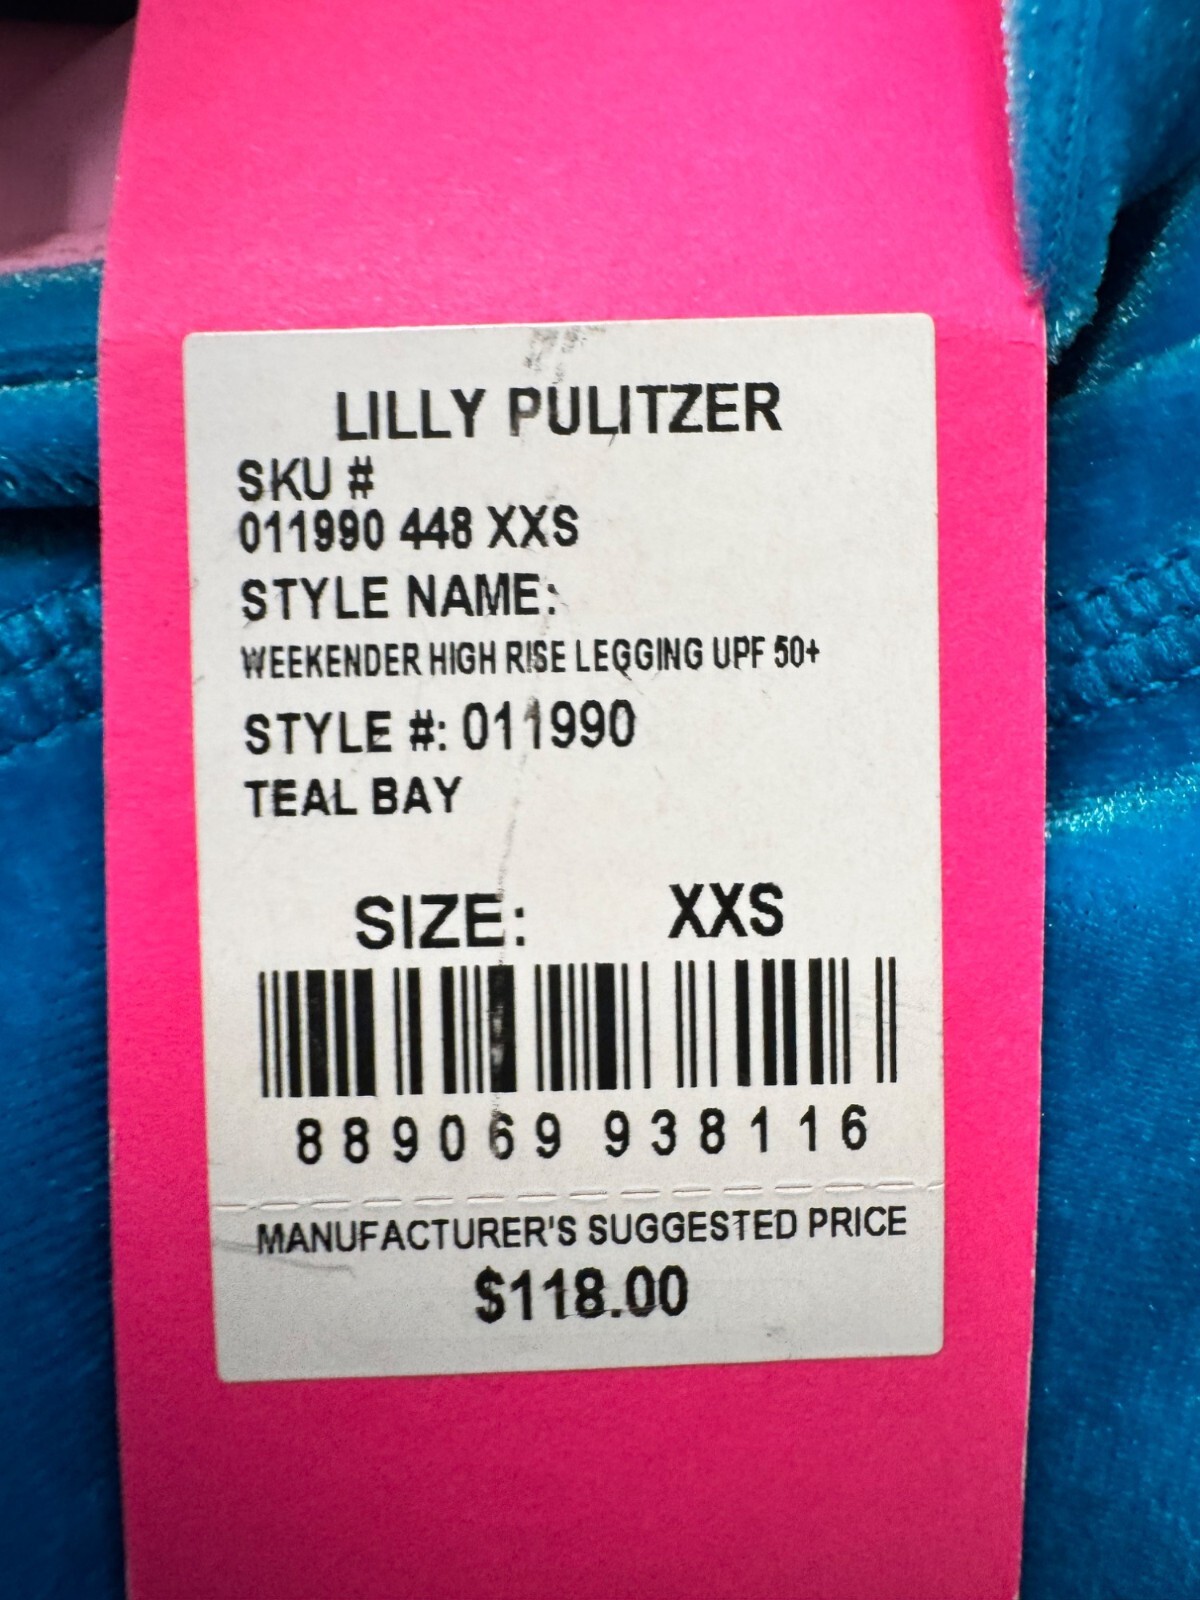 LILLY PULITZER
SKU #
011990 448 XXS
STYLE NAME:
WEEKENDER HIGH RISE LEGGING UPF 50+
STYLE #: 011990
TEAL BAY
SIZE: XXS
889069 938116
MANUFACTURER'S SUGGESTED PRICE
$118.00